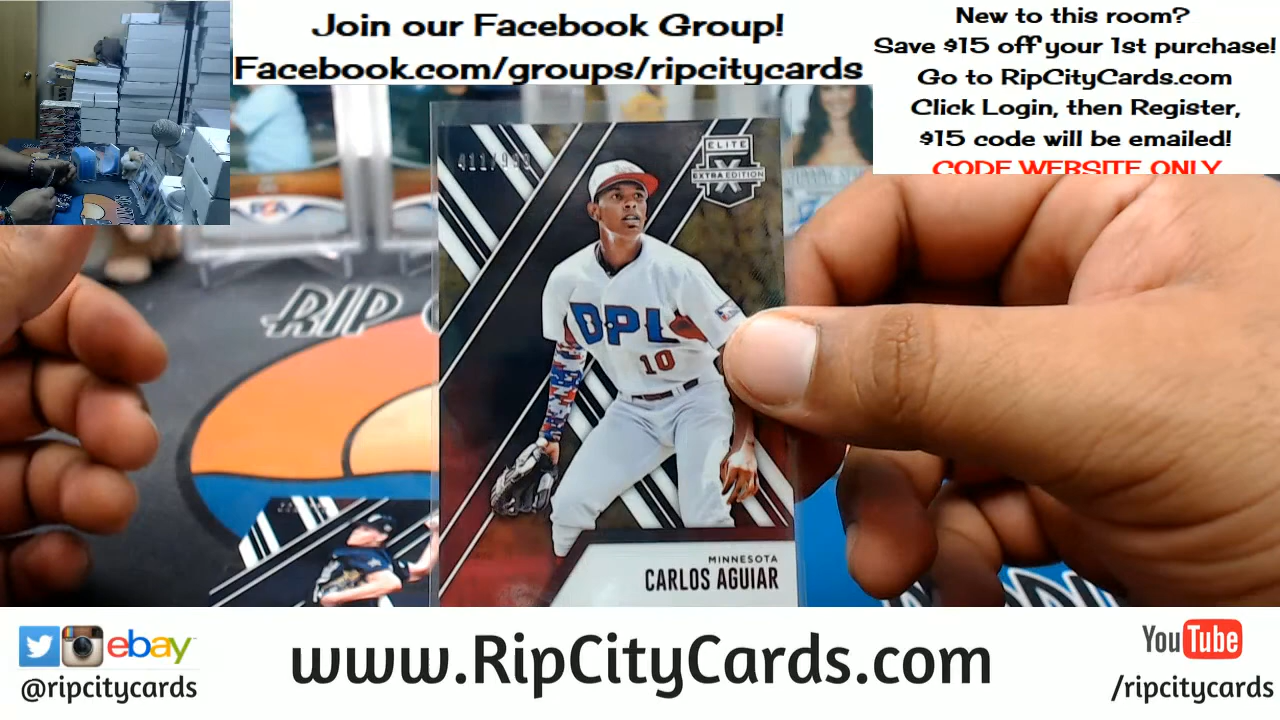 Join our Facebook Group!
Facebook.com/groups/ripcitycards
New to this room?
Save $15 off your 1st purchase!
Go to RipCityCards.com
Click Login, then Register,
$15 code will be emailed!
CODE WEBSITE ONLY
ELITE
X
EXTRA EDITION
RIP
DPL
10
MINNESOTA
CARLOS AGUIAR
ebay
@ripcitycards
www.RipCityCards.com
YouTube
/ripcitycards